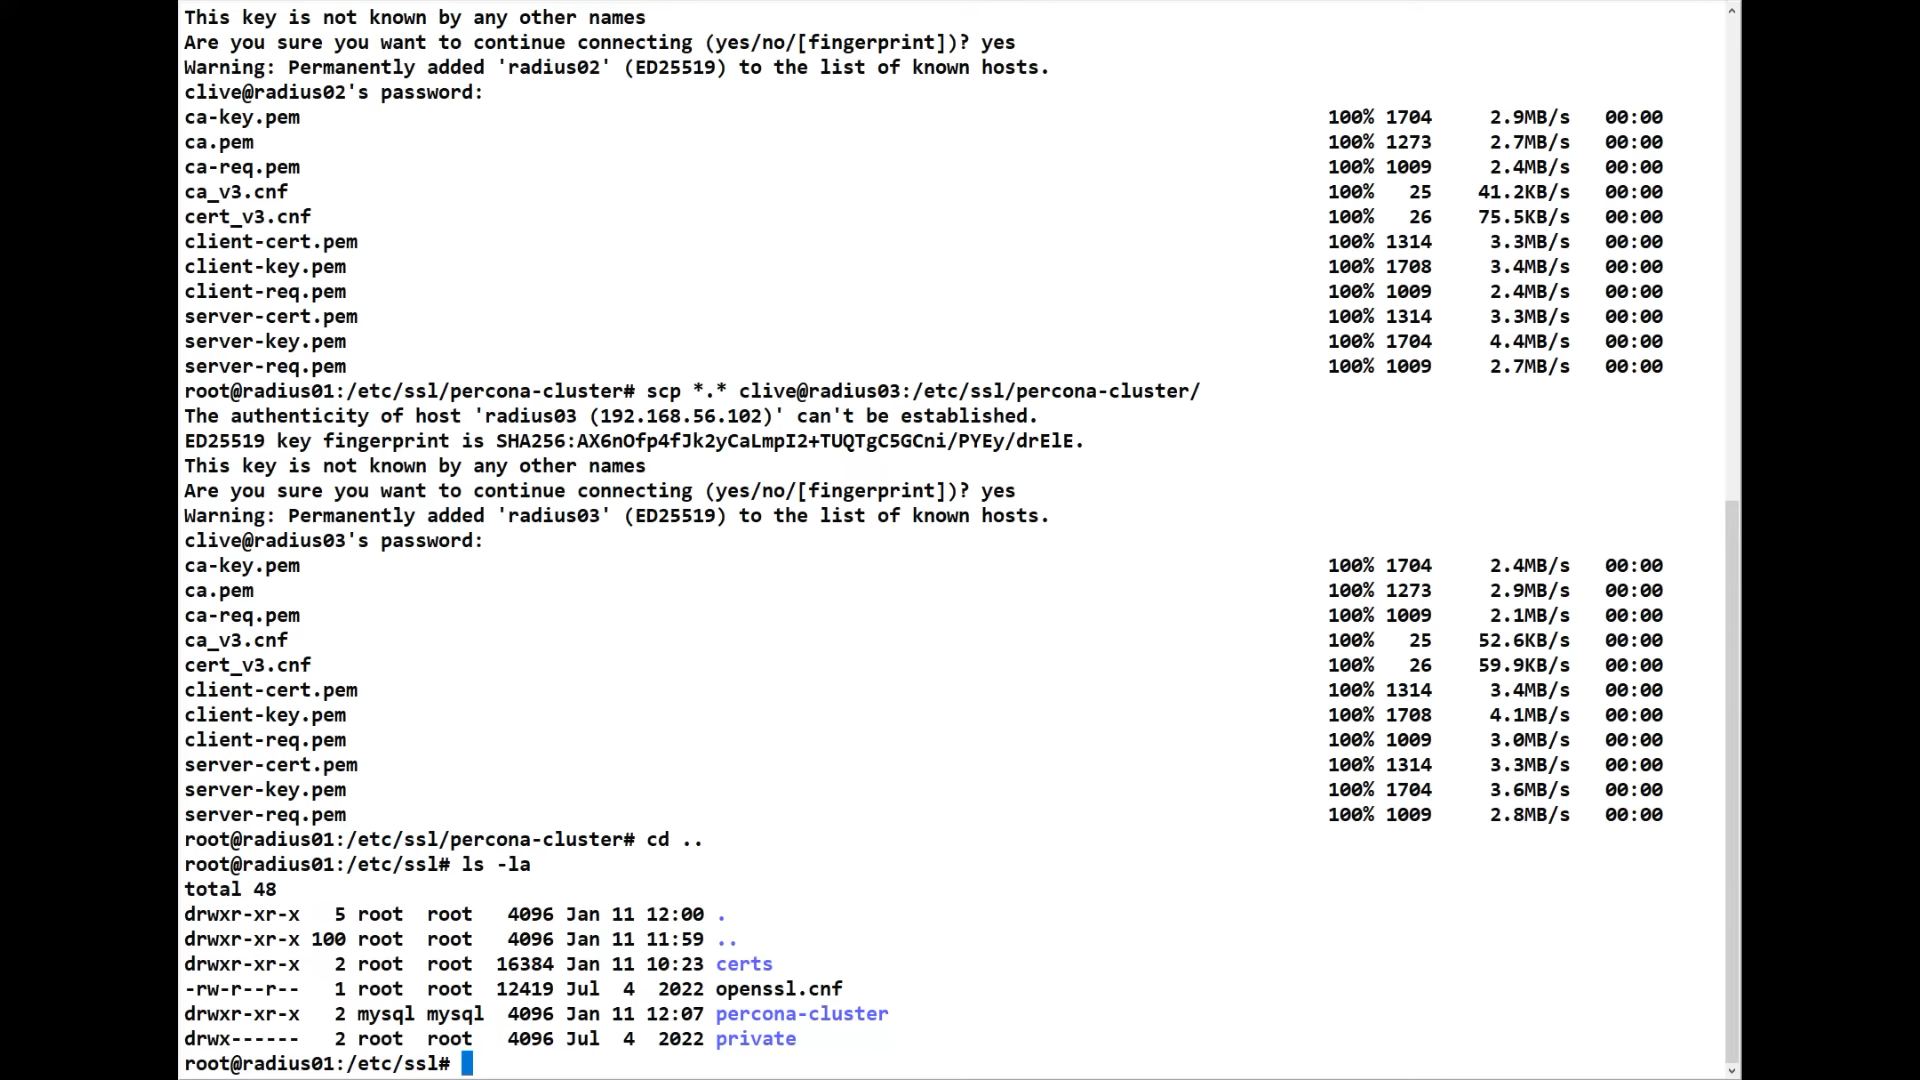 This key is not known by any other names
Are you sure you want to continue connecting (yes/no/[fingerprint])? yes
Warning: Permanently added 'radius02' (ED25519) to the list of known hosts.
clive@radius02's password:
ca-key.pem 100% 1704 2.9MB/s 00:00
ca.pem 100% 1273 2.7MB/s 00:00
ca-req.pem 100% 1009 2.4MB/s 00:00
ca_v3.cnf 100% 25 41.2KB/s 00:00
cert_v3.cnf 100% 26 75.5KB/s 00:00
client-cert.pem 100% 1314 3.3MB/s 00:00
client-key.pem 100% 1708 3.4MB/s 00:00
client-req.pem 100% 1009 2.4MB/s 00:00
server-cert.pem 100% 1314 3.3MB/s 00:00
server-key.pem 100% 1704 4.4MB/s 00:00
server-req.pem 100% 1009 2.7MB/s 00:00
root@radius01:/etc/ssl/percona-cluster# scp *.* clive@radius03:/etc/ssl/percona-cluster/
The authenticity of host 'radius03 (192.168.56.102)' can't be established.
ED25519 key fingerprint is SHA256:AX6nOfp4fJk2yCaLmpI2+TUQTgC5GCni/PYEy/drElE.
This key is not known by any other names
Are you sure you want to continue connecting (yes/no/[fingerprint])? yes
Warning: Permanently added 'radius03' (ED25519) to the list of known hosts.
clive@radius03's password:
ca-key.pem 100% 1704 2.4MB/s 00:00
ca.pem 100% 1273 2.9MB/s 00:00
ca-req.pem 100% 1009 2.1MB/s 00:00
ca_v3.cnf 100% 25 52.6KB/s 00:00
cert_v3.cnf 100% 26 59.9KB/s 00:00
client-cert.pem 100% 1314 3.4MB/s 00:00
client-key.pem 100% 1708 4.1MB/s 00:00
client-req.pem 100% 1009 3.0MB/s 00:00
server-cert.pem 100% 1314 3.3MB/s 00:00
server-key.pem 100% 1704 3.6MB/s 00:00
server-req.pem 100% 1009 2.8MB/s 00:00
root@radius01:/etc/ssl/percona-cluster# cd ..
root@radius01:/etc/ssl# ls -la
total 48
drwxr-xr-x 5 root root 4096 Jan 11 12:00 .
drwxr-xr-x 100 root root 4096 Jan 11 11:59 ..
drwxr-xr-x 2 root root 16384 Jan 11 10:23 certs
-rw-r--r-- 1 root root 12419 Jul 4 2022 openssl.cnf
drwxr-xr-x 2 mysql mysql 4096 Jan 11 12:07 percona-cluster
drwx------ 2 root root 4096 Jul 4 2022 private
root@radius01:/etc/ssl#